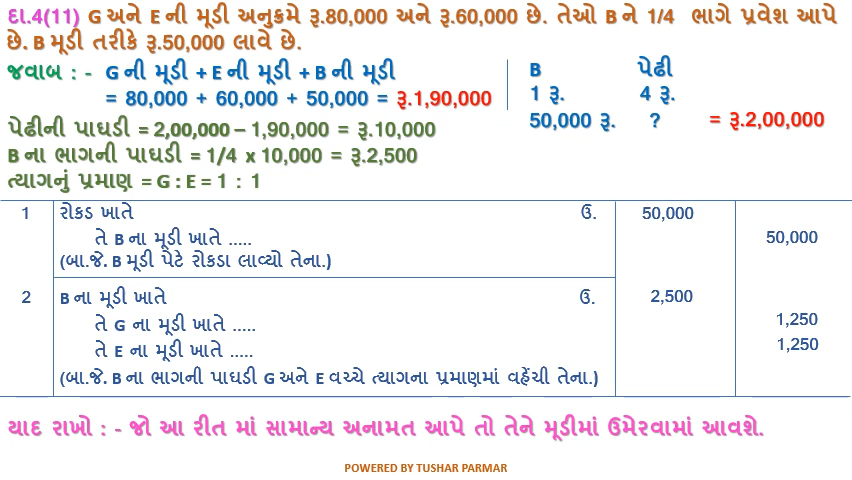 દા.4(11) G અને E ની મૂડી અનુક્રમે રૂ.80,000 અને રૂ.60,000 છે. તેઓ B ને 1/4 ભાગે પ્રવેશ આપે
છે. B મૂડી તરીકે રૂ.50,000 લાવે છે.
જવાબ : - G ની મૂડી + E ની મૂડી + B ની મૂડી
= 80,000 + 60,000 + 50,000 = રૂ.1,90,000
B પેઢી
1 રૂ. 4 રૂ.
50,000 રૂ. ? = રૂ.2,00,000
પેઢીની પાઘડી = 2,00,000 – 1,90,000 = રૂ.10,000
B ના ભાગની પાઘડી = 1/4 x 10,000 = રૂ.2,500
ત્યાગનું પ્રમાણ = G : E = 1 : 1
1 રોકડ ખાતે ઉ. 50,000
તે B ના મૂડી ખાતે ..... 50,000
(બા.જે. B મૂડી પેટે રોકડા લાવ્યો તેના.)
2 B ના મૂડી ખાતે ઉ. 2,500
તે G ના મૂડી ખાતે ..... 1,250
તે E ના મૂડી ખાતે ..... 1,250
(બા.જે. B ના ભાગની પાઘડી G અને E વચ્ચે ત્યાગના પ્રમાણમાં વહેંચી તેના.)
યાદ રાખો : - જો આ રીત માં સામાન્ય અનામત આપે તો તેને મૂડીમાં ઉમેરવામાં આવશે.
POWERED BY TUSHAR PARMAR